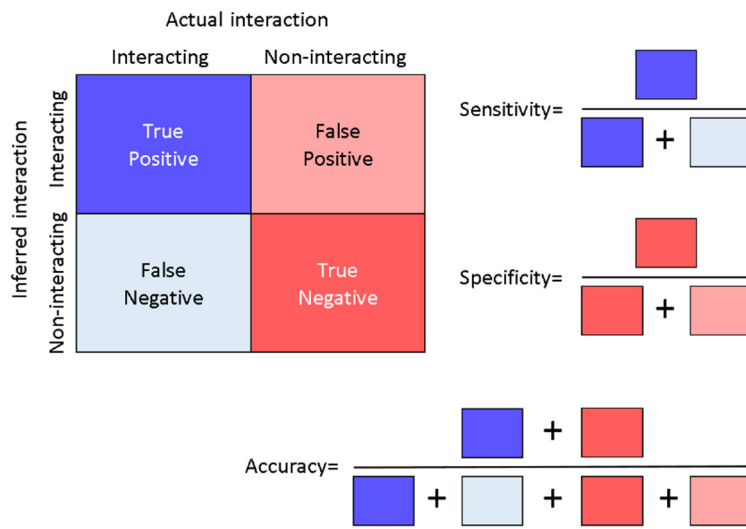 Actual interaction
Interacting
Non-interacting
Inferred interaction
Interacting
Non-interacting
True
Positive
False
Positive
False
Negative
True
Negative
Sensitivity=
+
Specificity=
+
Accuracy=
+
+ + +